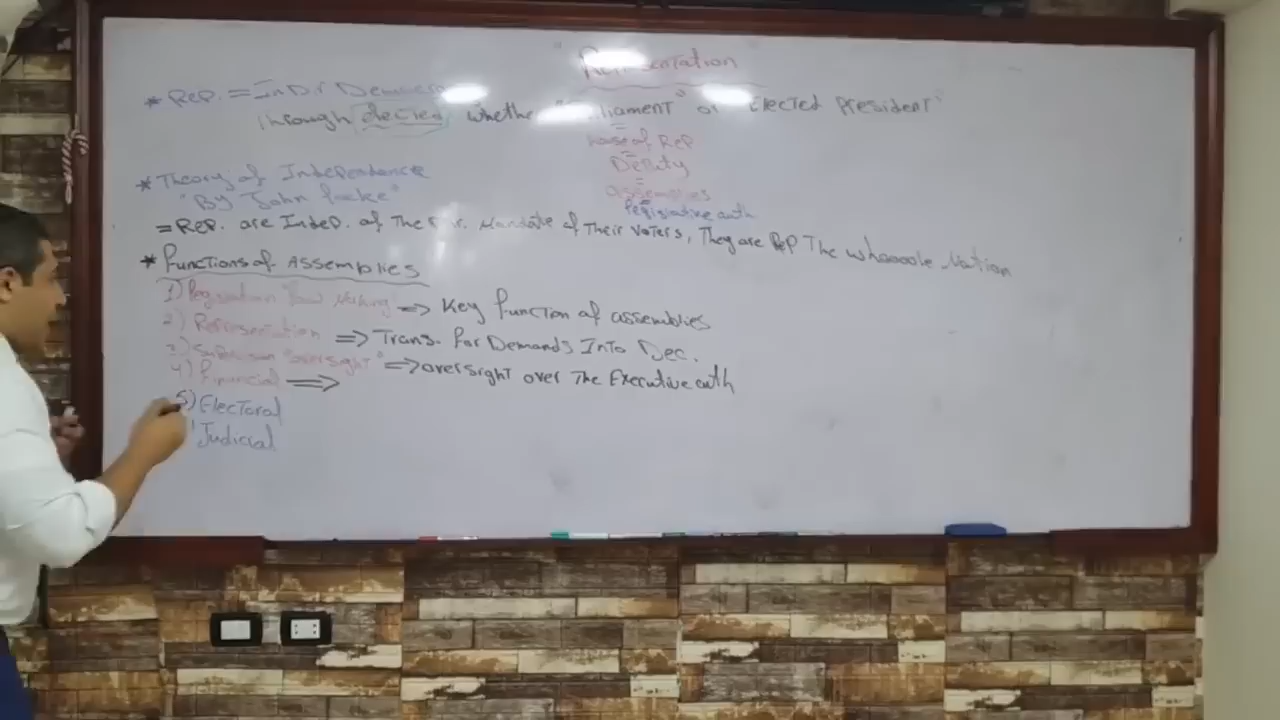 "Representation"
* Rep. = InDir Democracy
through elected whether "Parliament" or Elected President"
=
house of Rep
=
Deputy
=
assemblies
=
legislative auth
* Theory of Independence
"By John locke"
= Rep. are Indep. of The Mandate of Their Voters, They are Rep The whooole Nation
* Functions of Assemblies
1) legislation "law Making" => Key function of assemblies
2) Representation => Trans. For Demands Into Dec.
3) Supervision "oversight" => oversight over The Executive auth
4) Financial =>
5) Electoral
Judicial